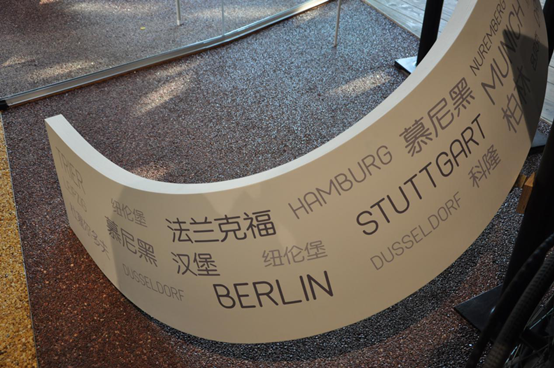 纽伦堡 法兰克福 HAMBURG 慕尼黑 NUREMBERG
慕尼黑 汉堡 纽伦堡 STUTTGART MUNICH
DUSSELDORF BERLIN DUSSELDORF 科隆